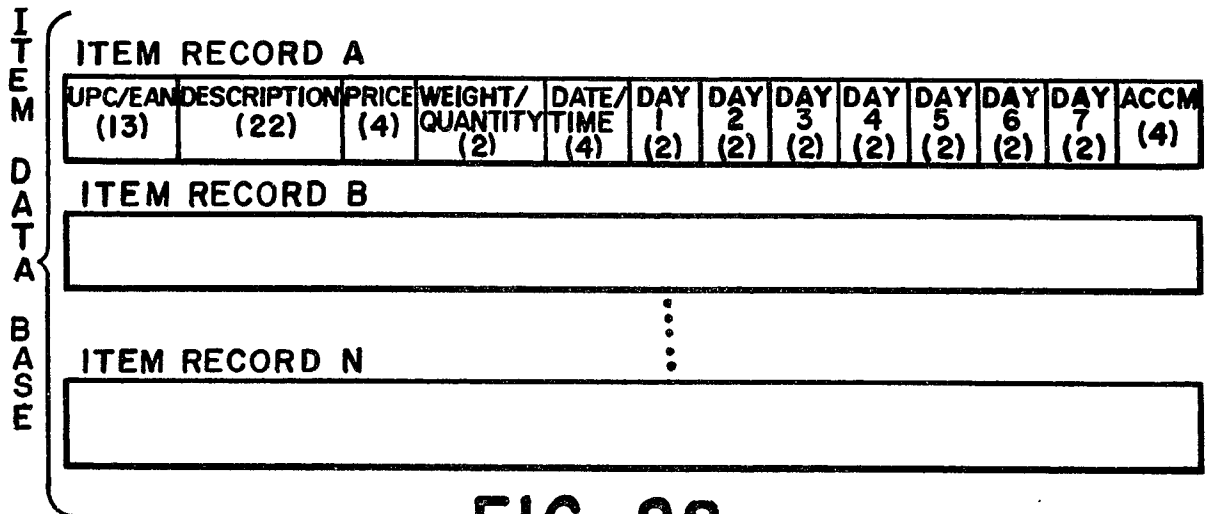 ITEM DATA BASE
ITEM RECORD A
UPC/EAN (13) DESCRIPTION (22) PRICE (4) WEIGHT/ QUANTITY (2) DATE/ TIME (4) DAY 1 (2) DAY 2 (2) DAY 3 (2) DAY 4 (2) DAY 5 (2) DAY 6 (2) DAY 7 (2) ACCM (4)
ITEM RECORD B
ITEM RECORD N
FIG.